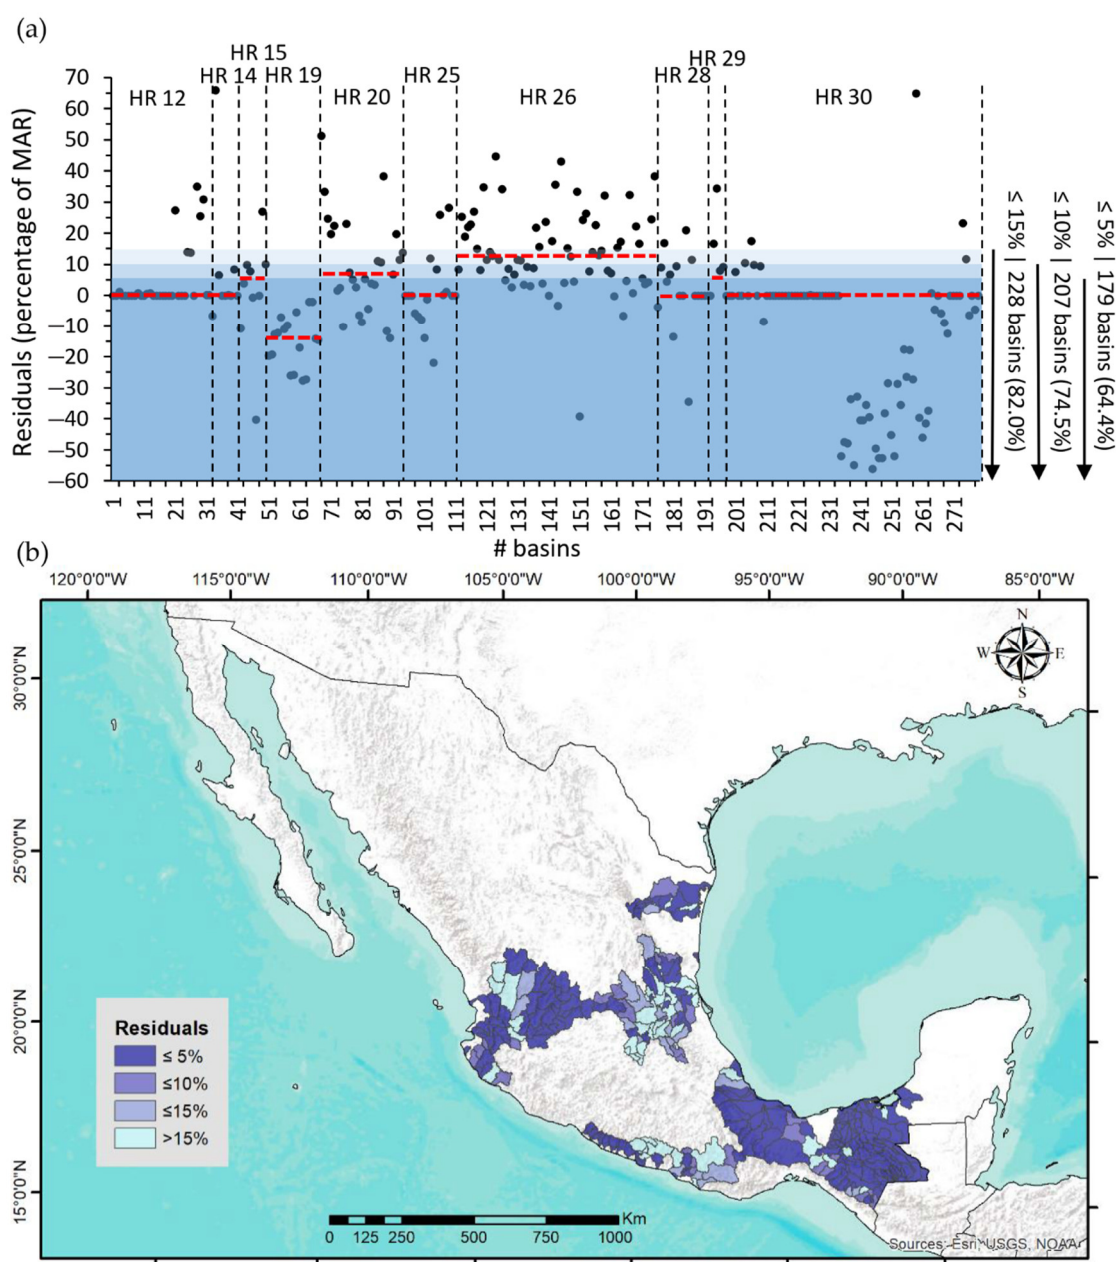 (a)
HR 15
HR 29
HR 14
HR 19
HR 25
HR 28
HR 12
HR 20
HR 26
HR 30
Residuals (percentage of MAR)
70
60
50
40
30
20
10
0
−10
−20
−30
−40
−50
−60
1
11
21
31
41
51
61
71
81
91
101
111
121
131
141
151
161
171
181
191
201
211
221
231
241
251
261
271
# basins
≤ 15% | 228 basins (82.0%)
≤ 10% | 207 basins (74.5%)
≤ 5% | 179 basins (64.4%)
(b)
120°0'0"W
115°0'0"W
110°0'0"W
105°0'0"W
100°0'0"W
95°0'0"W
90°0'0"W
85°0'0"W
30°0'0"N
25°0'0"N
20°0'0"N
15°0'0"N
N
W
E
S
Residuals
≤ 5%
≤10%
≤15%
>15%
Km
0 125 250 500 750 1000
Sources: Esri, USGS, NOAA